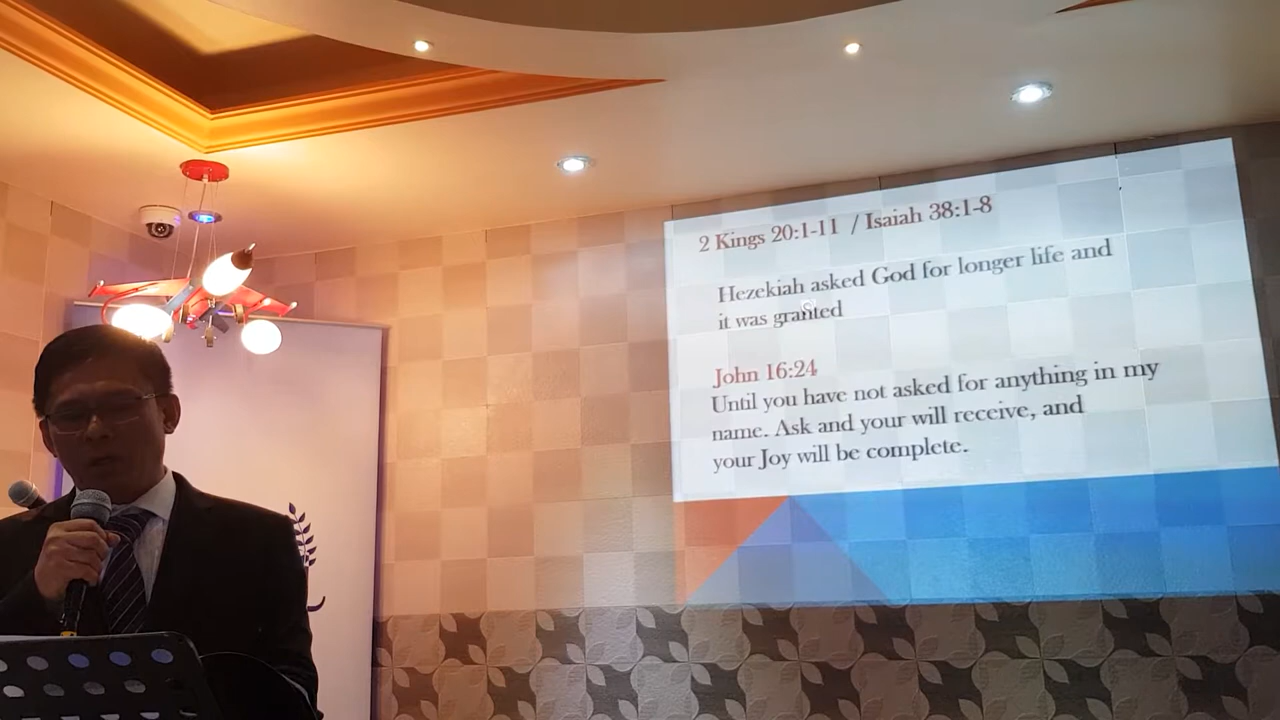 2 Kings 20:1-11 / Isaiah 38:1-8
Hezekiah asked God for longer life and
it was granted
John 16:24
Until you have not asked for anything in my
name. Ask and your will receive, and
your Joy will be complete.